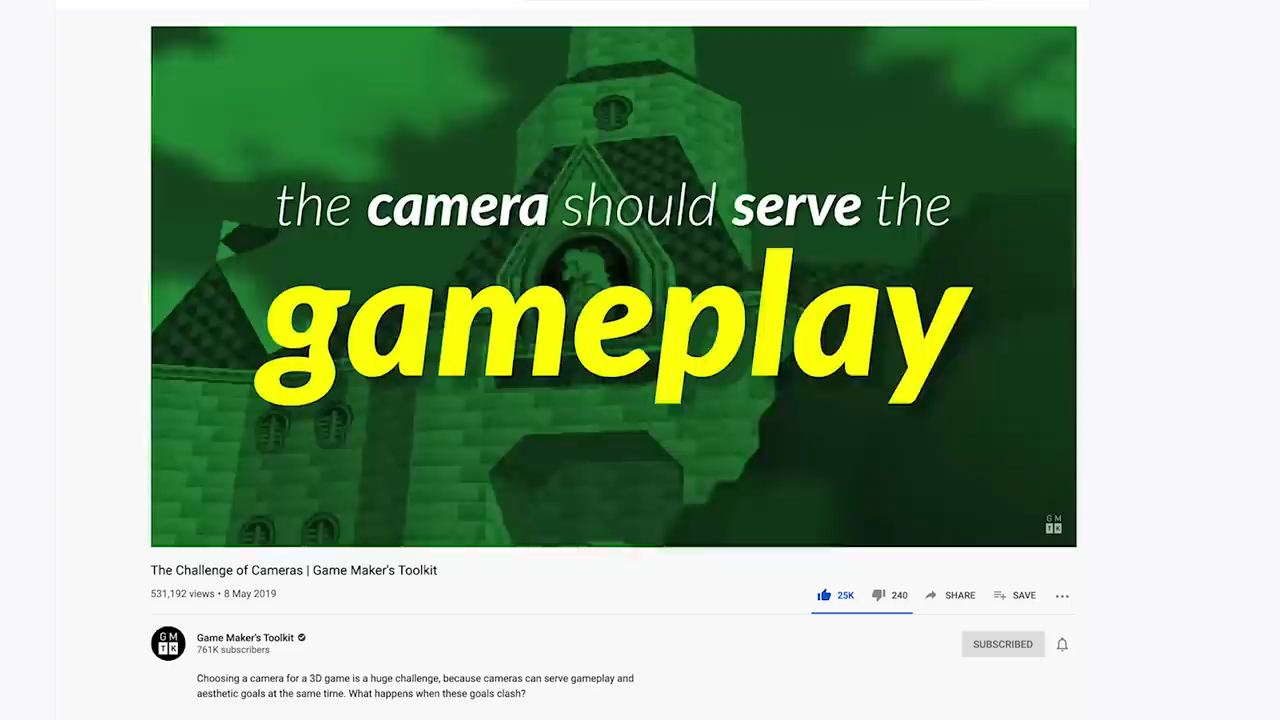 the camera should serve the
gameplay
GM
TK
The Challenge of Cameras | Game Maker's Toolkit
531,192 views • 8 May 2019
25K 240 SHARE SAVE
GM
TK
Game Maker's Toolkit
761K subscribers
SUBSCRIBED
Choosing a camera for a 3D game is a huge challenge, because cameras can serve gameplay and
aesthetic goals at the same time. What happens when these goals clash?